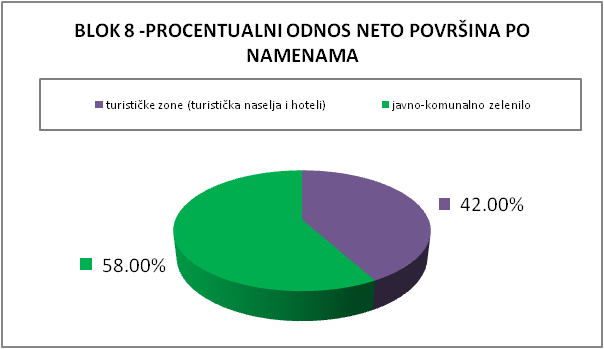 BLOK 8 -PROCENTUALNI ODNOS NETO POVRŠINA PO
NAMENAMA
turističke zone (turistička naselja i hoteli)
javno-komunalno zelenilo
42.00%
58.00%